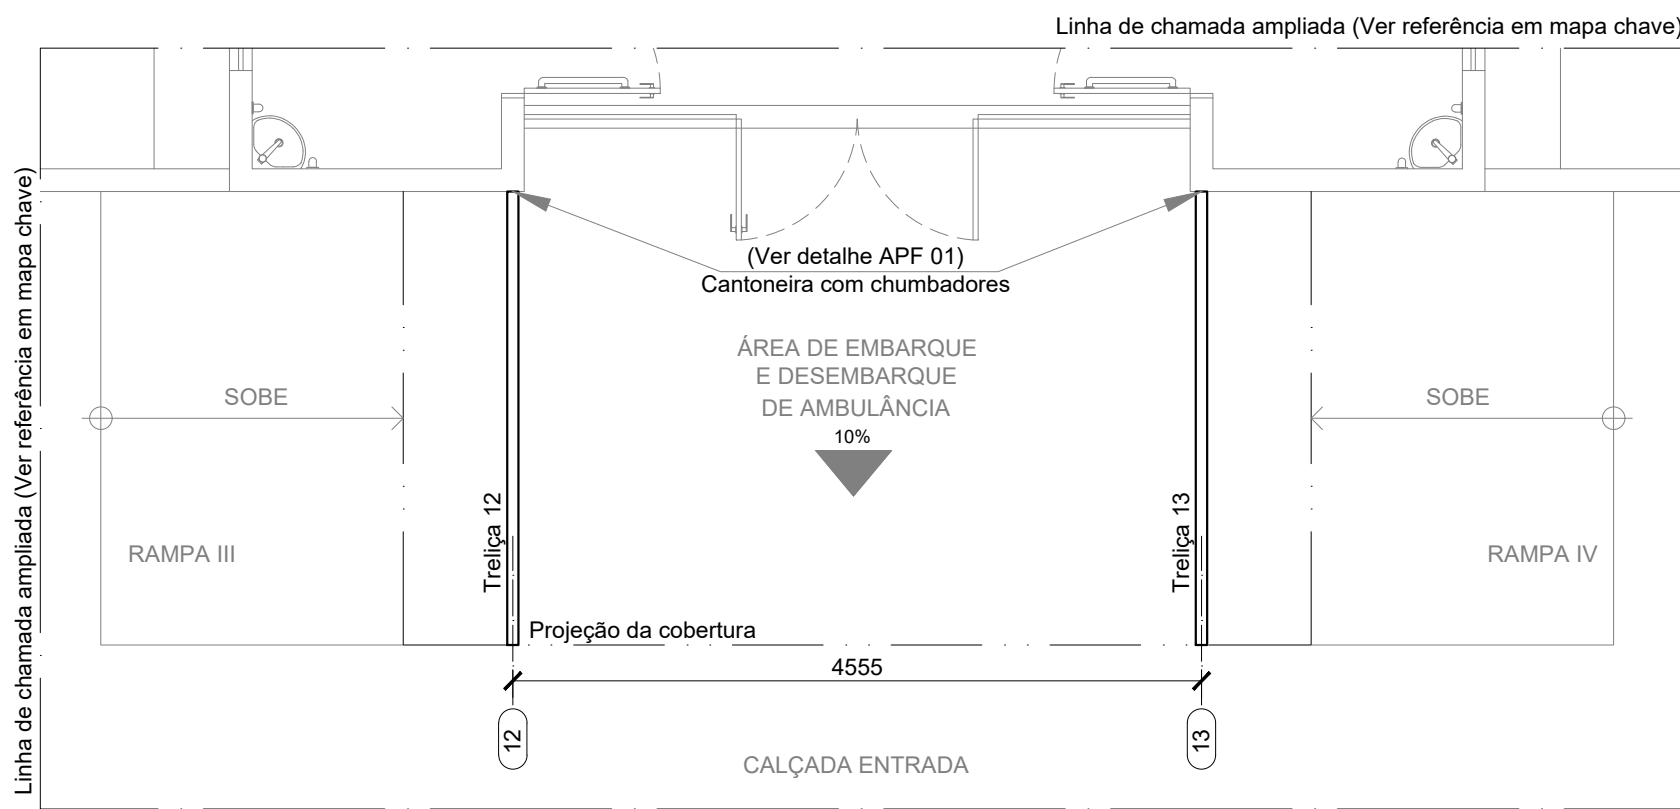 Linha de chamada ampliada (Ver referência em mapa chave)
Linha de chamada ampliada (Ver referência em mapa chave)
(Ver detalhe APF 01)
Cantoneira com chumbadores
ÁREA DE EMBARQUE
E DESEMBARQUE
DE AMBULÂNCIA
10%
SOBE
SOBE
RAMPA III
RAMPA IV
Treliça 12
Treliça 13
Projeção da cobertura
4555
12
13
CALÇADA ENTRADA